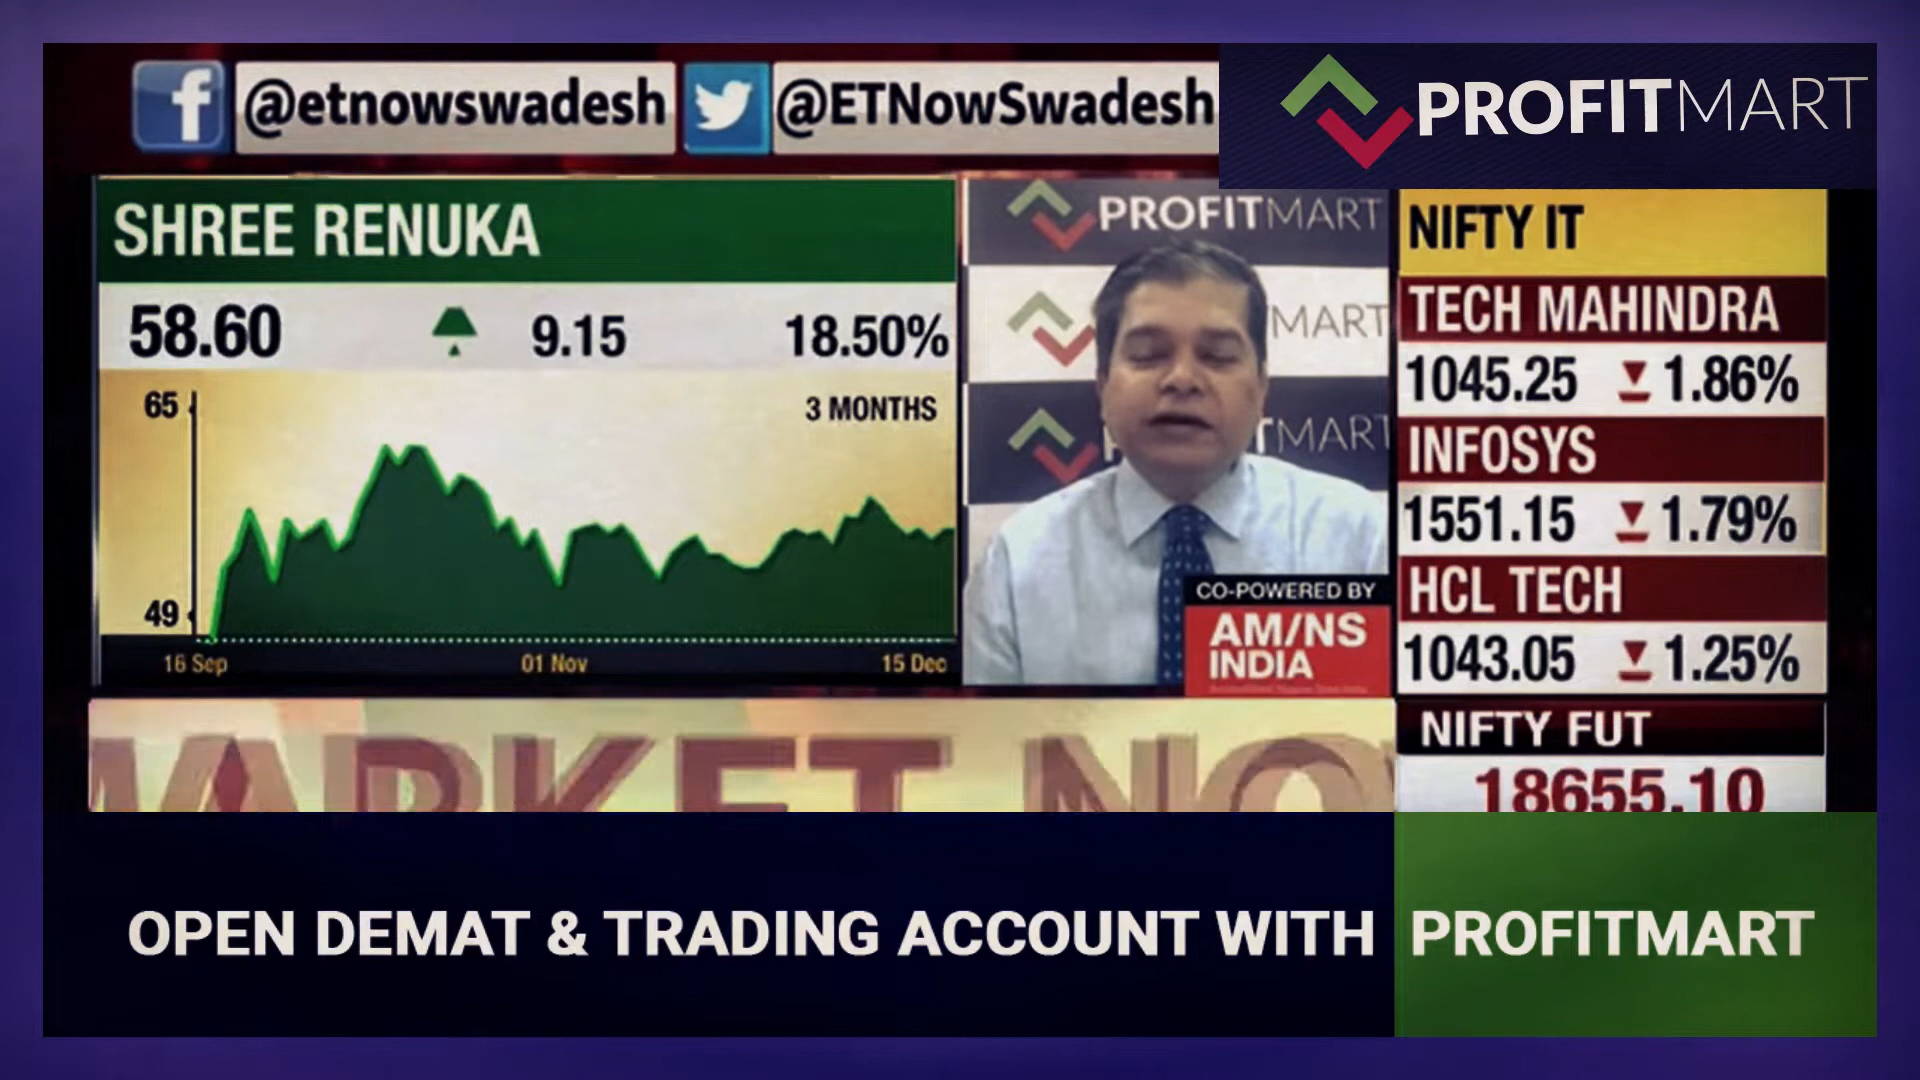 @etnowswadesh
@ETNowSwadesh
PROFITMART
SHREE RENUKA
58.60 9.15 18.50%
65
3 MONTHS
49
16 Sep 01 Nov 15 Dec
PROFITMART
MART
MART
CO-POWERED BY
AM/NS
INDIA
NIFTY IT
TECH MAHINDRA
1045.25 1.86%
INFOSYS
1551.15 1.79%
HCL TECH
1043.05 1.25%
NIFTY FUT
18655.10
MARKET NO
OPEN DEMAT & TRADING ACCOUNT WITH PROFITMART